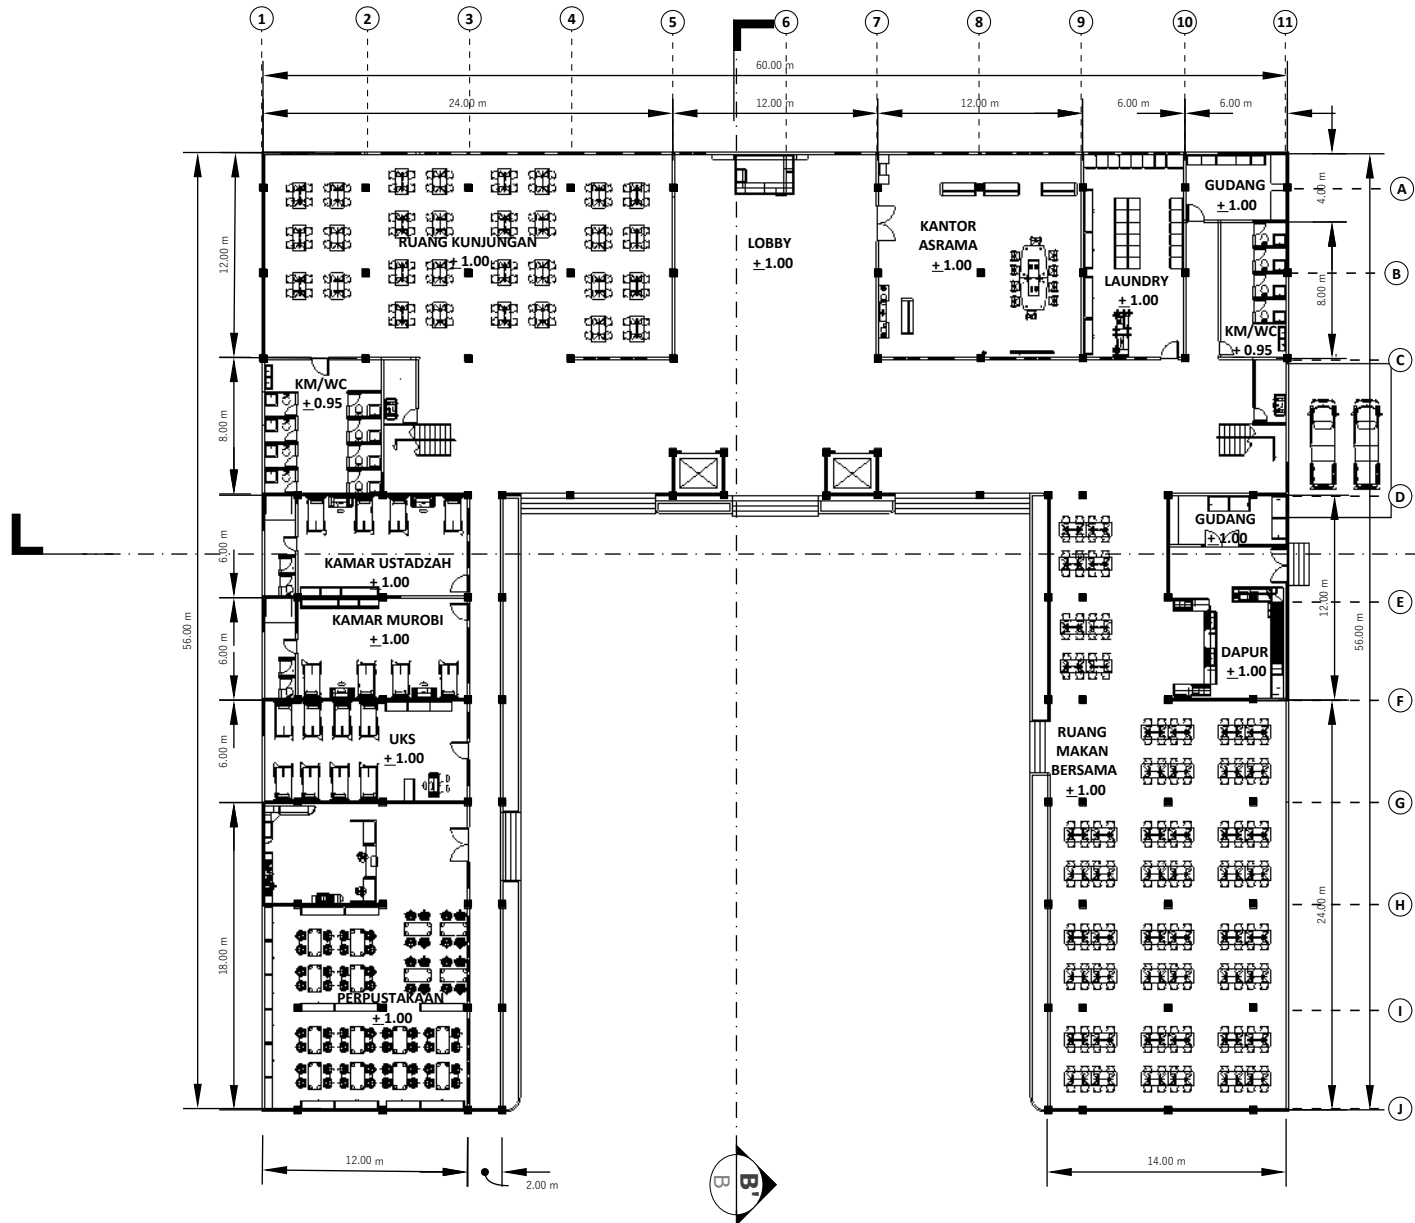 1 2 3 4 5 6 7 8 9 10 11
60.00 m
24.00 m 12.00 m 12.00 m 6.00 m 6.00 m
A
B
C
D
E
F
G
H
I
J
56.00 m
12.00 m
8.00 m
6.00 m
6.00 m
6.00 m
18.00 m
4.00 m
8.00 m
12.00 m
24.00 m
56.00 m
RUANG KUNJUNGAN
+1.00
LOBBY
+1.00
KANTOR
ASRAMA
+1.00
LAUNDRY
+1.00
GUDANG
+1.00
KM/WC
+0.95
KM/WC
+0.95
KAMAR USTADZAH
+1.00
KAMAR MUROBI
+1.00
UKS
+1.00
PERPUSTAKAAN
+1.00
GUDANG
+1.00
DAPUR
+1.00
RUANG
MAKAN
BERSAMA
+1.00
12.00 m
2.00 m
14.00 m
B'
B